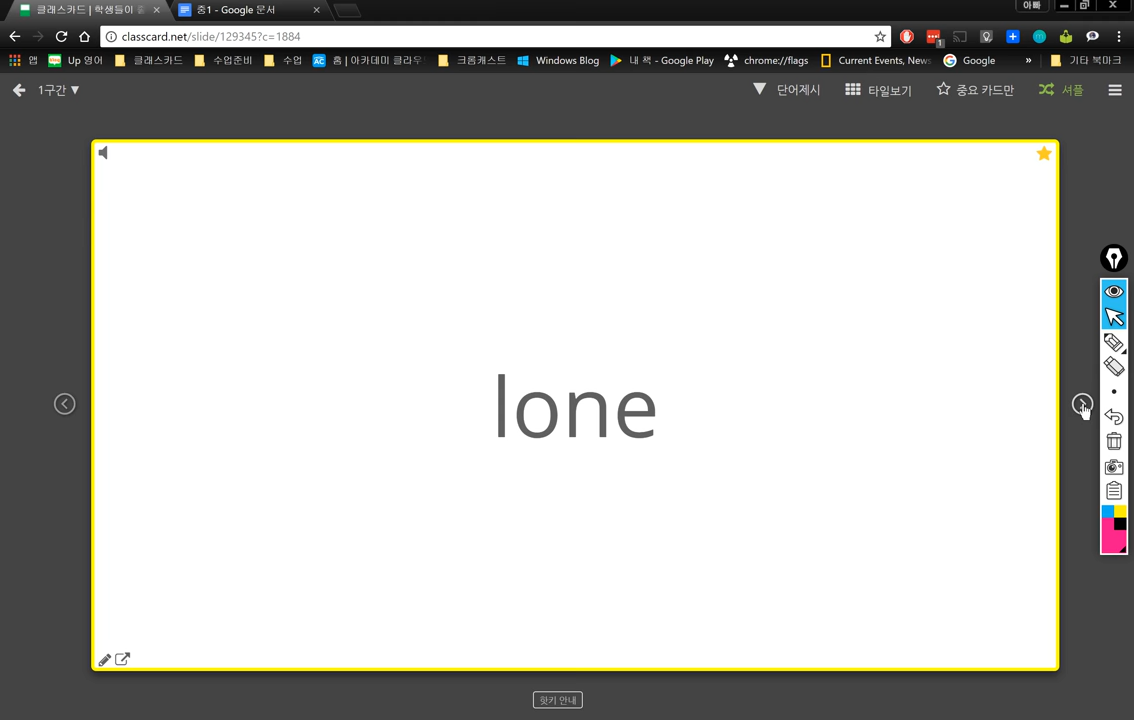 클래스카드 | 학생들이 좋
중1 - Google 문서
아빠
classcard.net/slide/129345?c=1884
1
앱
Up 영어
클래스카드
수업준비
수업
AC
홈 | 아카데미 클라우
크롬캐스트
Windows Blog
내 책 - Google Play
chrome://flags
Current Events, News
Google
»
기타 북마크
1구간 ▼
▼ 단어제시
타일보기
중요 카드만
셔플
lone
핫키 안내